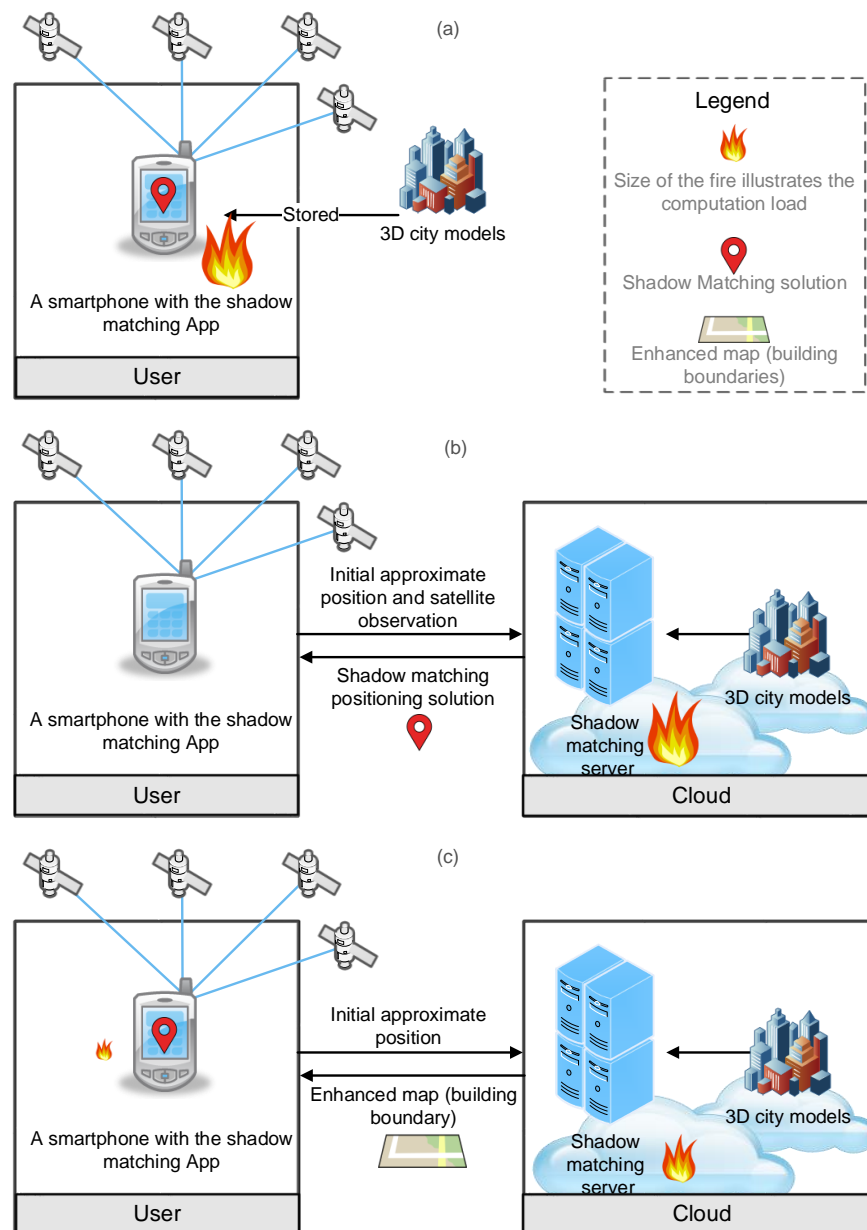 (a)
Legend
Size of the fire illustrates the
computation load
Shadow Matching solution
Enhanced map (building
boundaries)
Stored
3D city models
A smartphone with the shadow
matching App
User
(b)
Initial approximate
position and satellite
observation
Shadow matching
positioning solution
A smartphone with the shadow
matching App
User
3D city models
Shadow
matching
server
Cloud
(c)
Initial approximate
position
Enhanced map (building
boundary)
A smartphone with the shadow
matching App
User
3D city models
Shadow
matching
server
Cloud